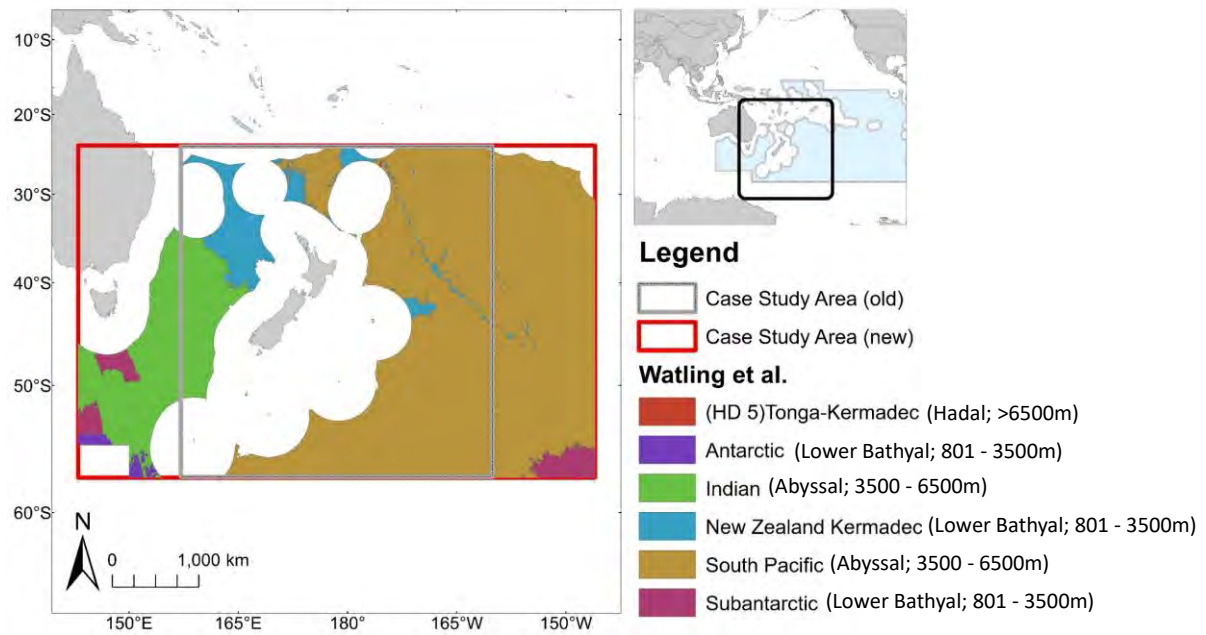 10°S
20°S
30°S
40°S
50°S
60°S
N
0 1,000 km
150°E 165°E 180° 165°W 150°W
Legend
Case Study Area (old)
Case Study Area (new)
Watling et al.
(HD 5)Tonga-Kermadec (Hadal; >6500m)
Antarctic (Lower Bathyal; 801 - 3500m)
Indian (Abyssal; 3500 - 6500m)
New Zealand Kermadec (Lower Bathyal; 801 - 3500m)
South Pacific (Abyssal; 3500 - 6500m)
Subantarctic (Lower Bathyal; 801 - 3500m)